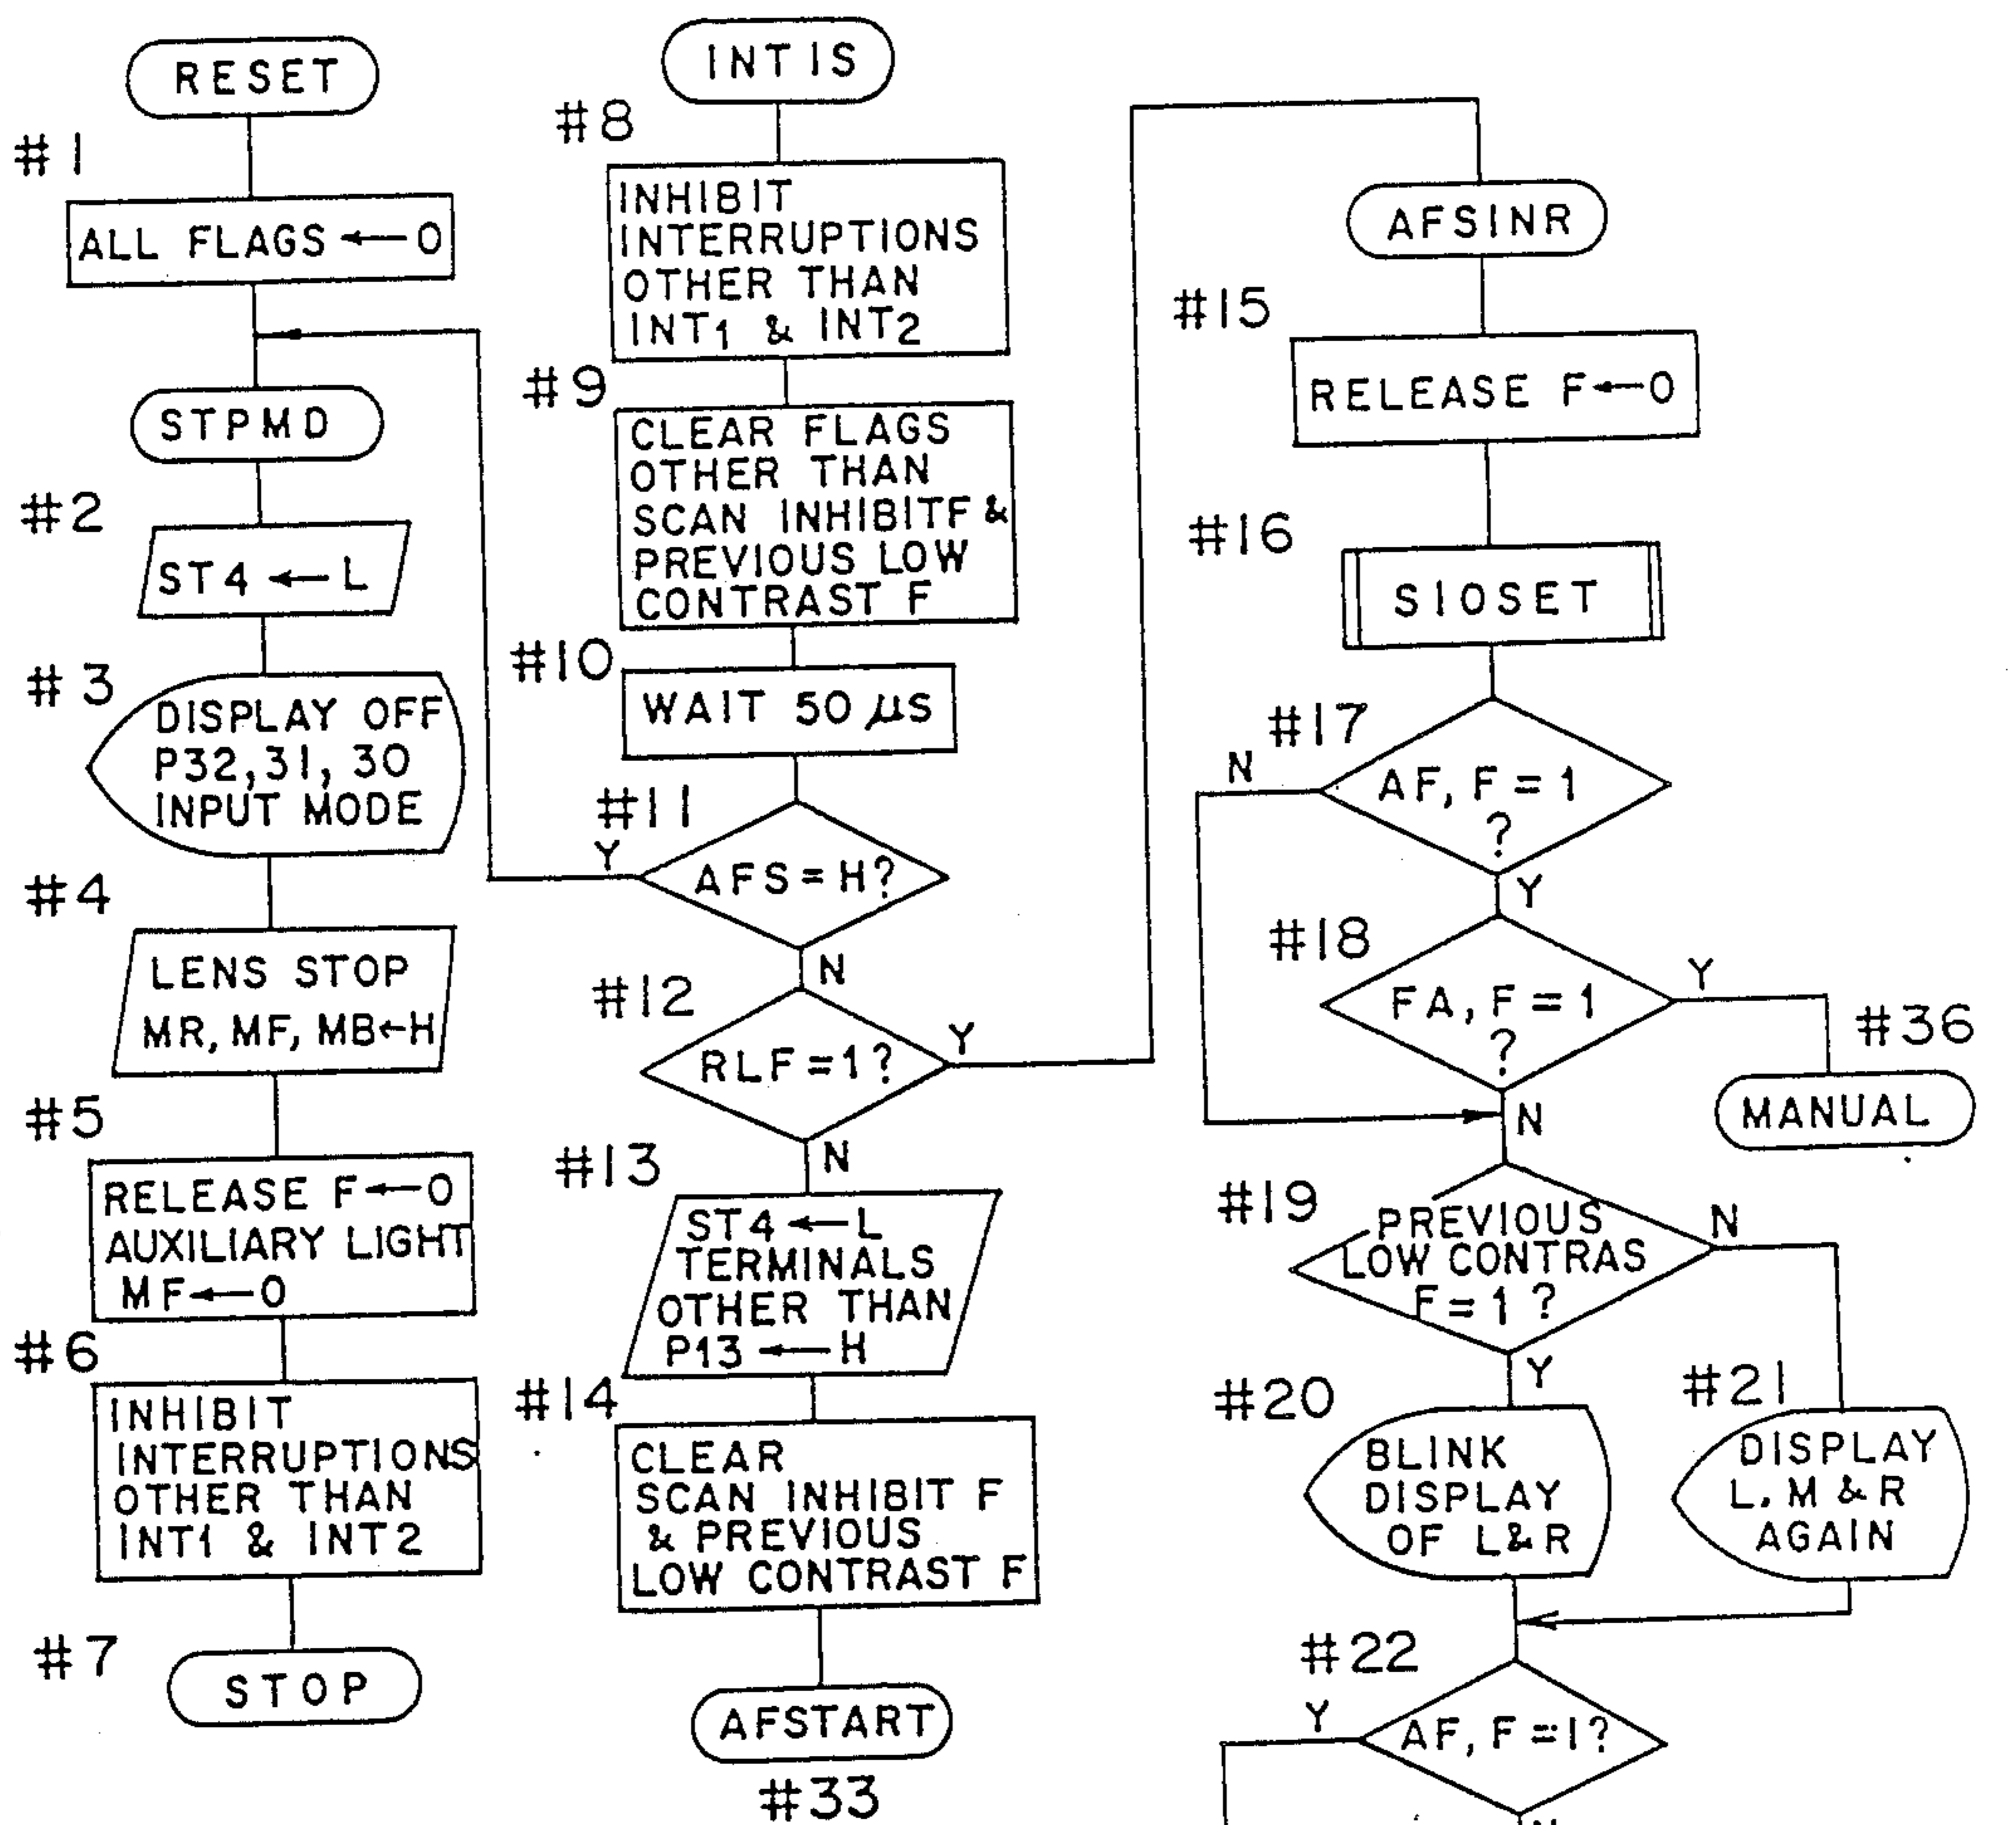 RESET
#1
ALL FLAGS ← 0
STPMD
#2
ST4 ← L
#3
DISPLAY OFF
P32, 31, 30
INPUT MODE
#4
LENS STOP
MR, MF, MB←H
#5
RELEASE F←0
AUXILIARY LIGHT
MF←0
#6
INHIBIT
INTERRUPTIONS
OTHER THAN
INT1 & INT2
#7
STOP
INTIS
#8
INHIBIT
INTERRUPTIONS
OTHER THAN
INT1 & INT2
#9
CLEAR FLAGS
OTHER THAN
SCAN INHIBITF &
PREVIOUS LOW
CONTRAST F
#10
WAIT 50 μs
#11
AFS = H?
Y
N
#12
RLF = 1?
Y
N
#13
ST4 ← L
TERMINALS
OTHER THAN
P13 ← H
#14
CLEAR
SCAN INHIBIT F
& PREVIOUS
LOW CONTRAST F
AFSTART
#33
AFSINR
#15
RELEASE F←0
#16
SIOSET
#17
N
AF, F = 1
?
Y
#18
FA, F = 1
?
Y
N
#36
MANUAL
#19
PREVIOUS
LOW CONTRAS
F = 1 ?
N
Y
#20
BLINK
DISPLAY
OF L&R
#21
DISPLAY
L. M & R
AGAIN
#22
Y
AF, F = 1?